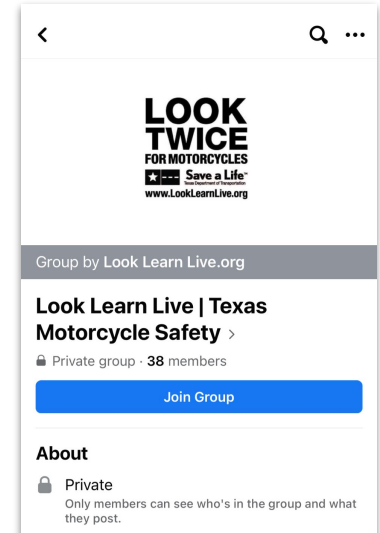 LOOK
TWICE
FOR MOTORCYCLES
Save a Life™
Texas Department of Transportation
www.LookLearnLive.org
Group by Look Learn Live.org
Look Learn Live | Texas
Motorcycle Safety >
Private group · 38 members
Join Group
About
Private
Only members can see who's in the group and what
they post.